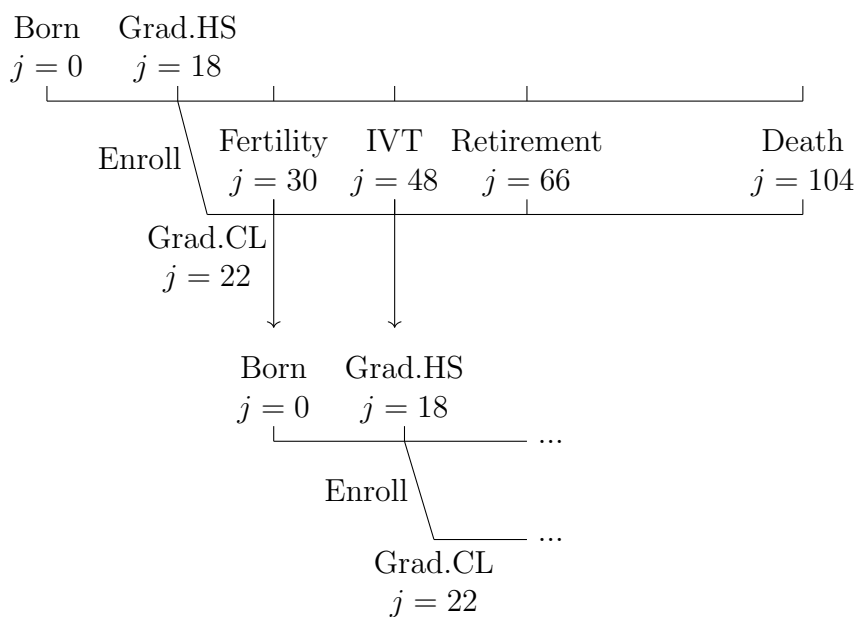 Born Grad.HS
j = 0 j = 18
Enroll
Fertility IVT Retirement Death
j = 30 j = 48 j = 66 j = 104
Grad.CL
j = 22
Born Grad.HS
j = 0 j = 18
...
Enroll
...
Grad.CL
j = 22